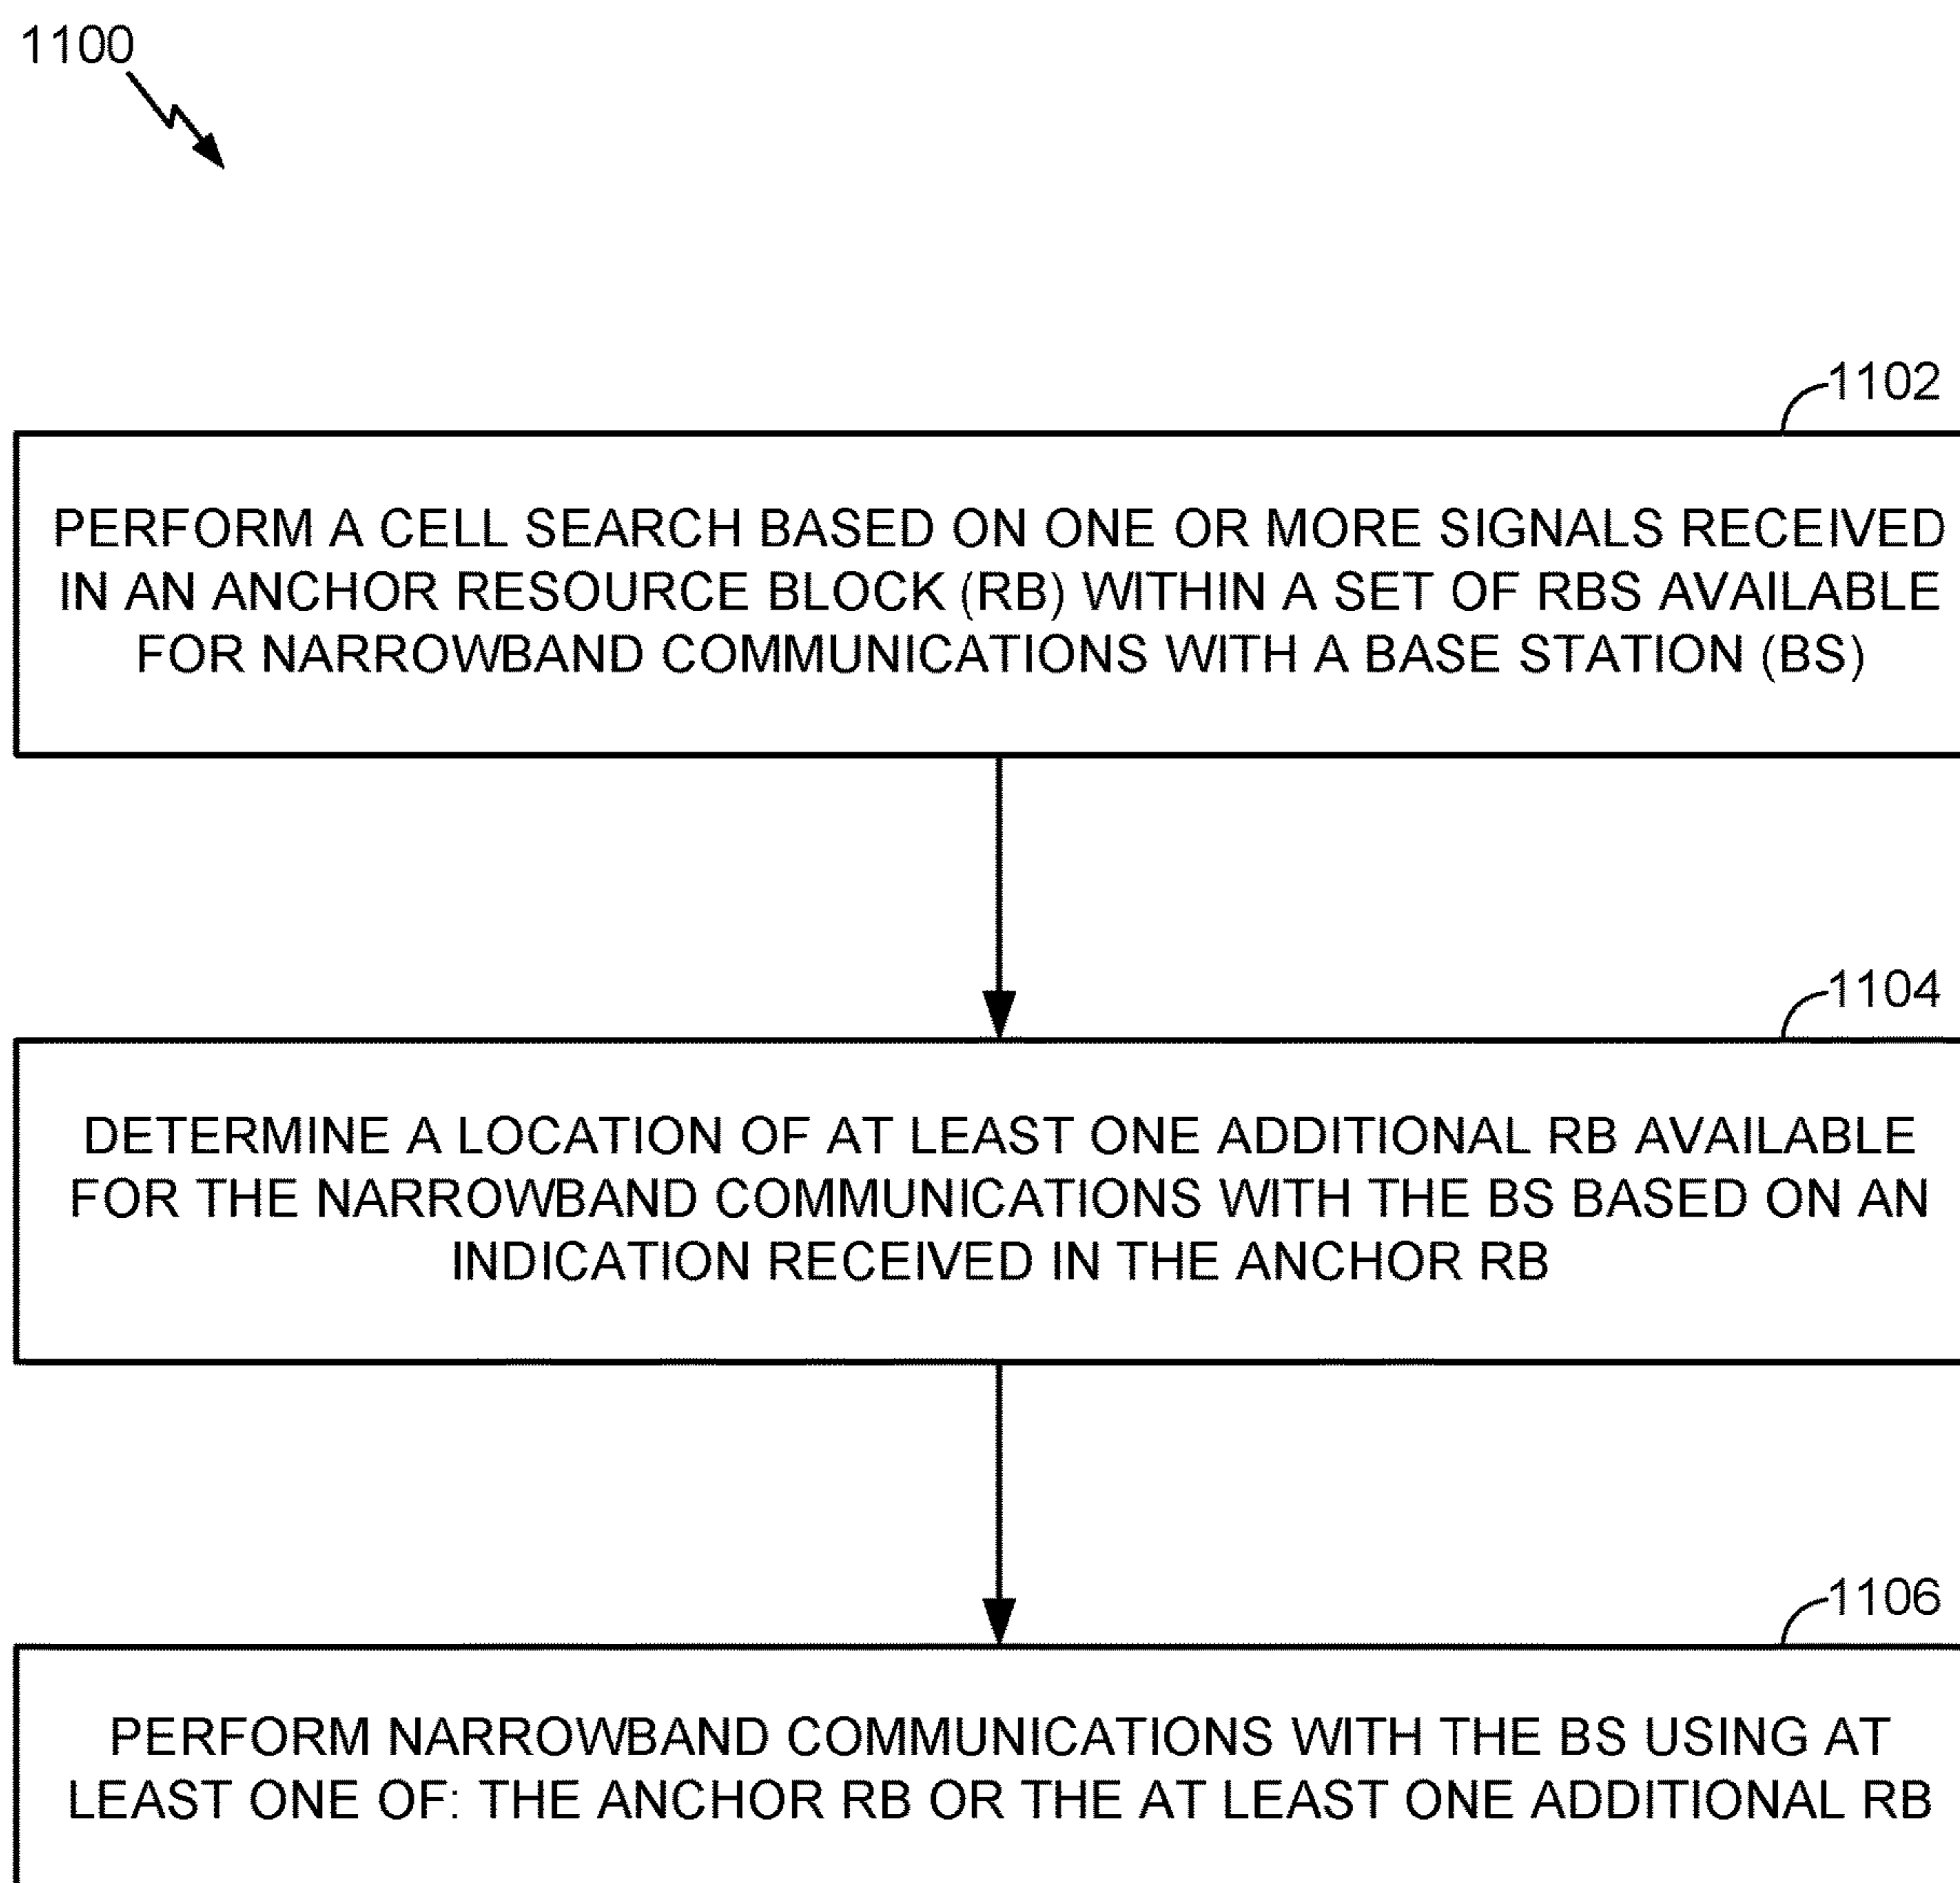 1100
1102
PERFORM A CELL SEARCH BASED ON ONE OR MORE SIGNALS RECEIVED
IN AN ANCHOR RESOURCE BLOCK (RB) WITHIN A SET OF RBS AVAILABLE
FOR NARROWBAND COMMUNICATIONS WITH A BASE STATION (BS)
1104
DETERMINE A LOCATION OF AT LEAST ONE ADDITIONAL RB AVAILABLE
FOR THE NARROWBAND COMMUNICATIONS WITH THE BS BASED ON AN
INDICATION RECEIVED IN THE ANCHOR RB
1106
PERFORM NARROWBAND COMMUNICATIONS WITH THE BS USING AT
LEAST ONE OF: THE ANCHOR RB OR THE AT LEAST ONE ADDITIONAL RB